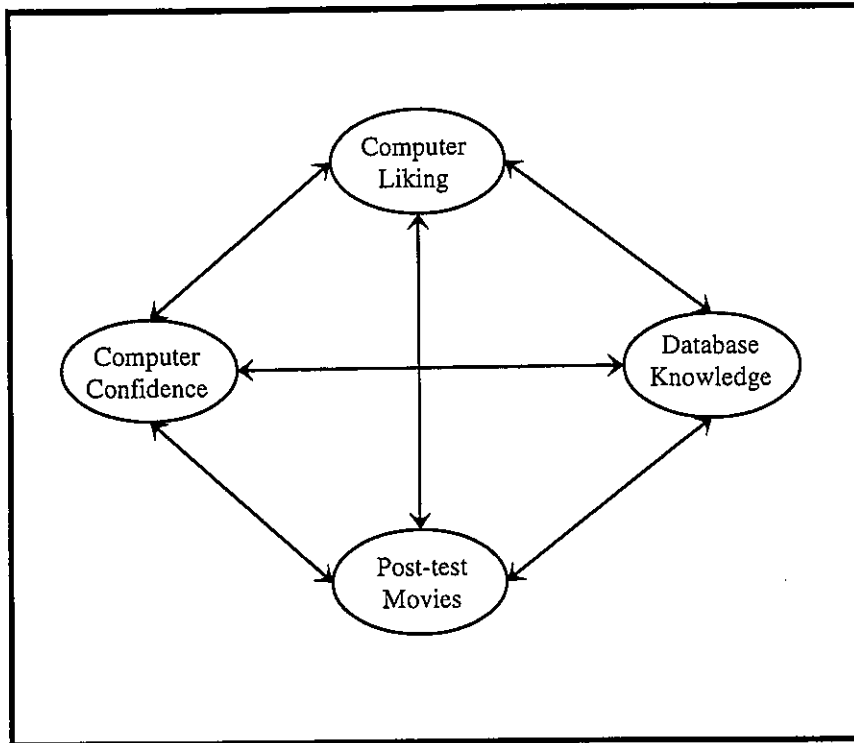 Computer
Liking
Computer
Confidence
Database
Knowledge
Post-test
Movies